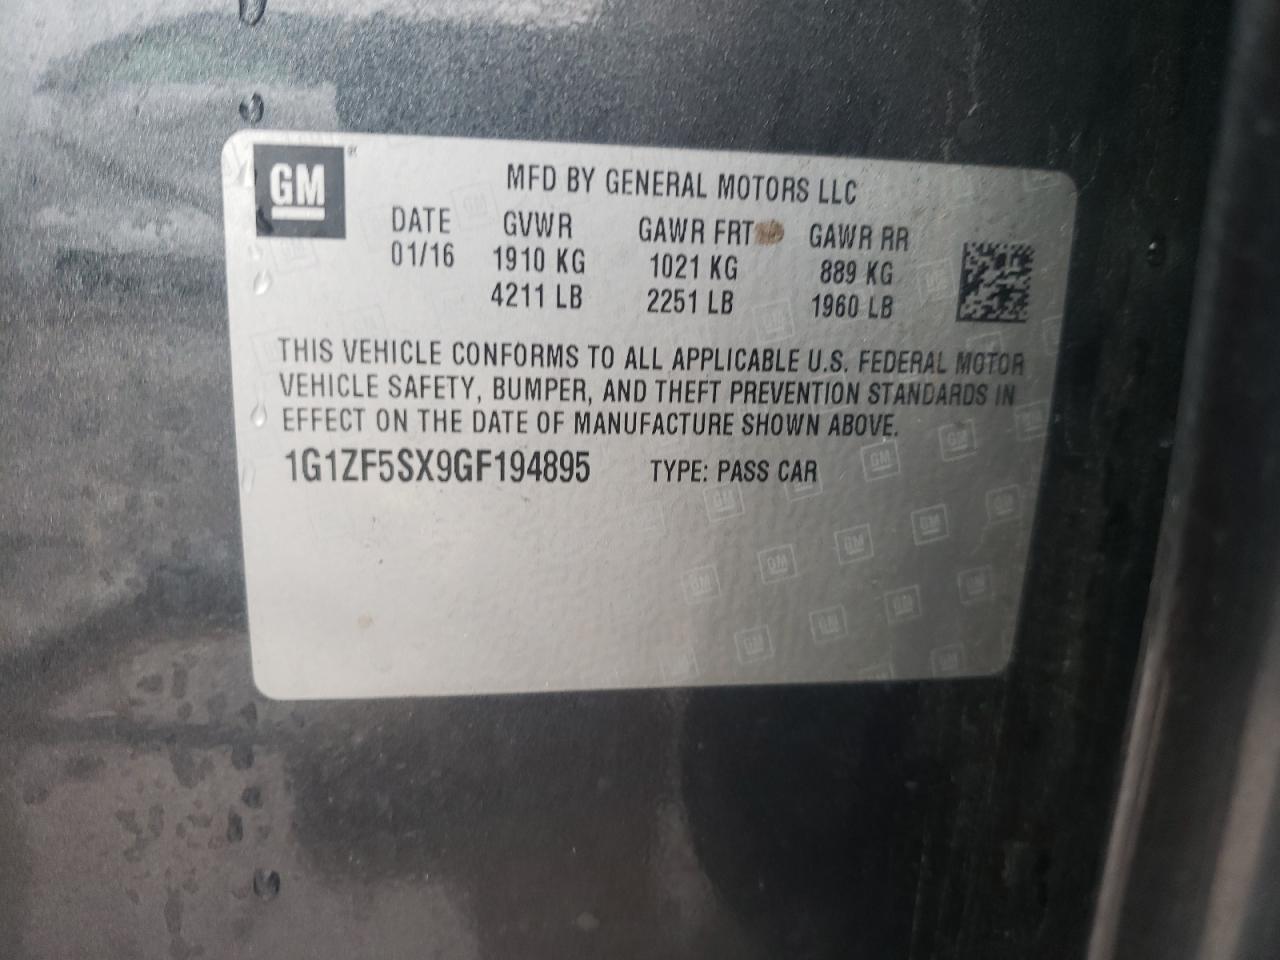 GM®
MFD BY GENERAL MOTORS LLC
DATE GVWR GAWR FRT GAWR RR
01/16 1910 KG 1021 KG 889 KG
4211 LB 2251 LB 1960 LB
THIS VEHICLE CONFORMS TO ALL APPLICABLE U.S. FEDERAL MOTOR
VEHICLE SAFETY, BUMPER, AND THEFT PREVENTION STANDARDS IN
EFFECT ON THE DATE OF MANUFACTURE SHOWN ABOVE.
1G1ZF5SX9GF194895 TYPE: PASS CAR